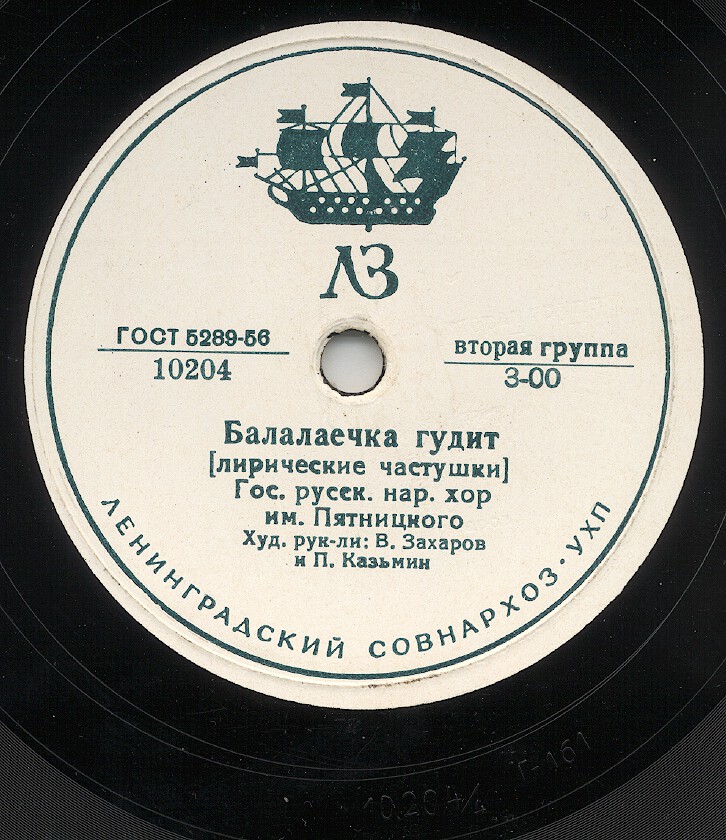 ЛЗ
ГОСТ 5289-56
10204
вторая группа
3-00
Балалаечка гудит
[лирические частушки]
Гос. русск. нар. хор
им. Пятницкого
Худ. рук-ли: В. Захаров
и П. Казьмин
ЛЕНИНГРАДСКИЙ СОВНАРХОЗ · УХП
Г-161